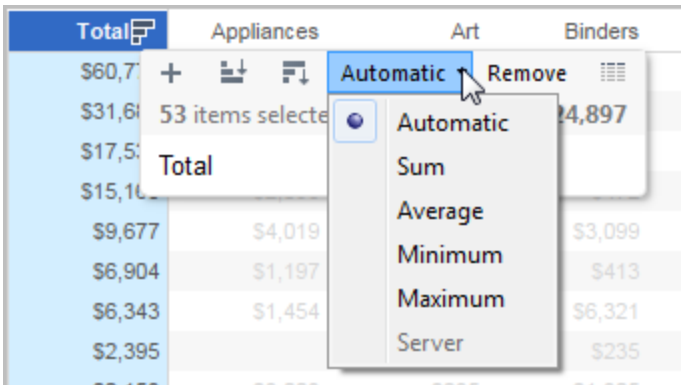 Total Appliances Art Binders
Automatic Remove
53 items 24,897
Total
Automatic
Sum
Average
Minimum
Maximum
Server
$9,677 $4,019 $3,099
$6,904 $1,197 $413
$6,343 $1,454 $6,321
$2,395 $235